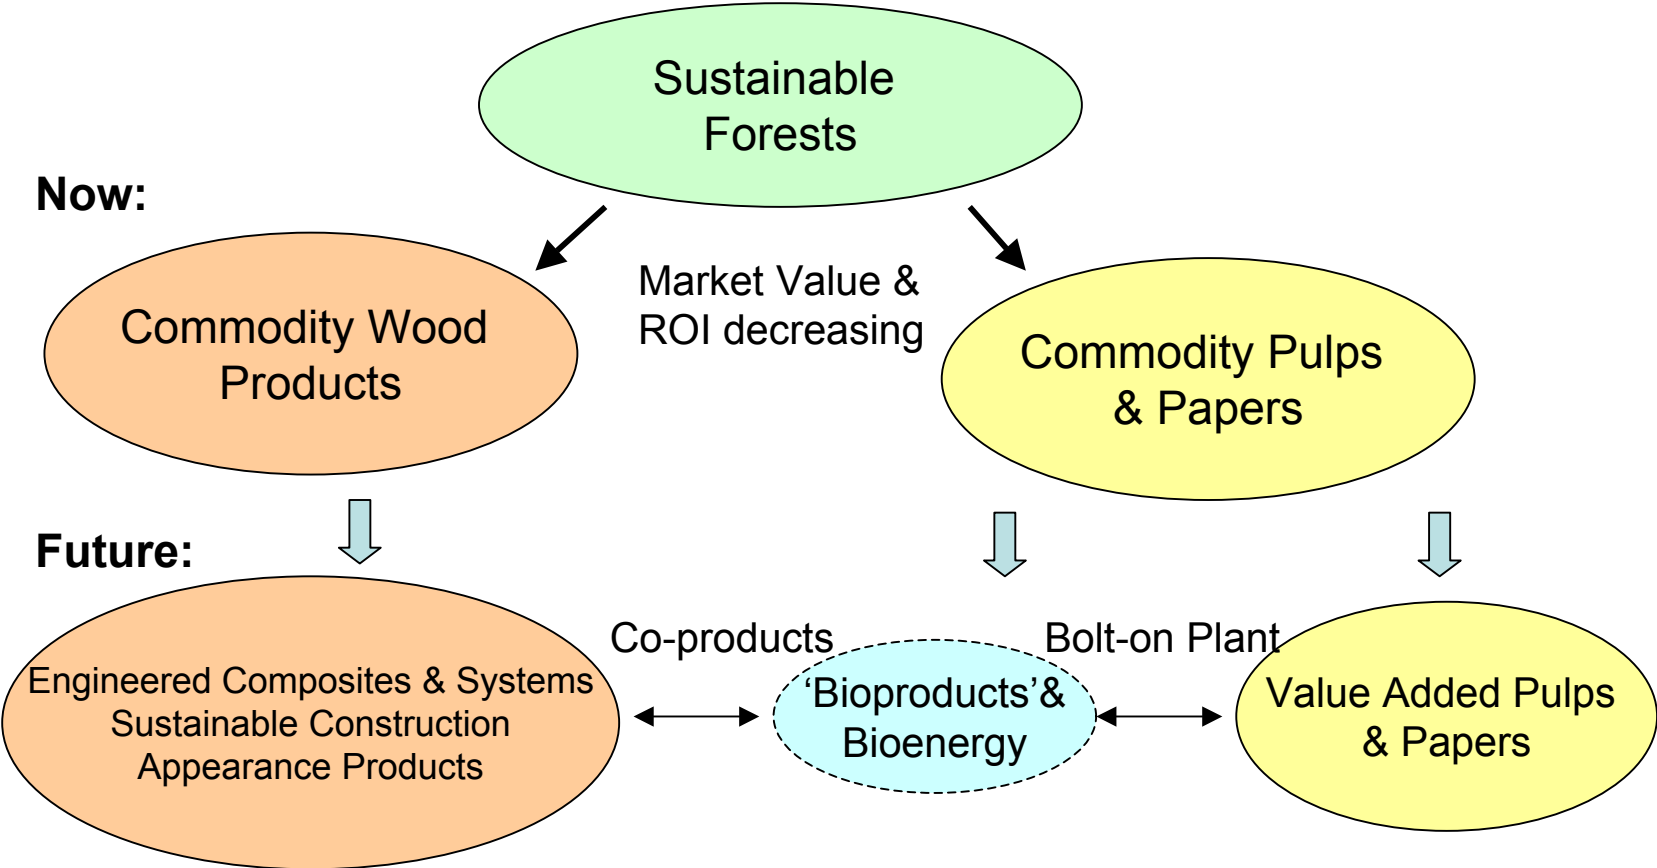 Sustainable
Forests
Now:
Commodity Wood
Products
Market Value &
ROI decreasing
Commodity Pulps
& Papers
Future:
Engineered Composites & Systems
Sustainable Construction
Appearance Products
Co-products
‘Bioproducts’&
Bioenergy
Bolt-on Plant
Value Added Pulps
& Papers